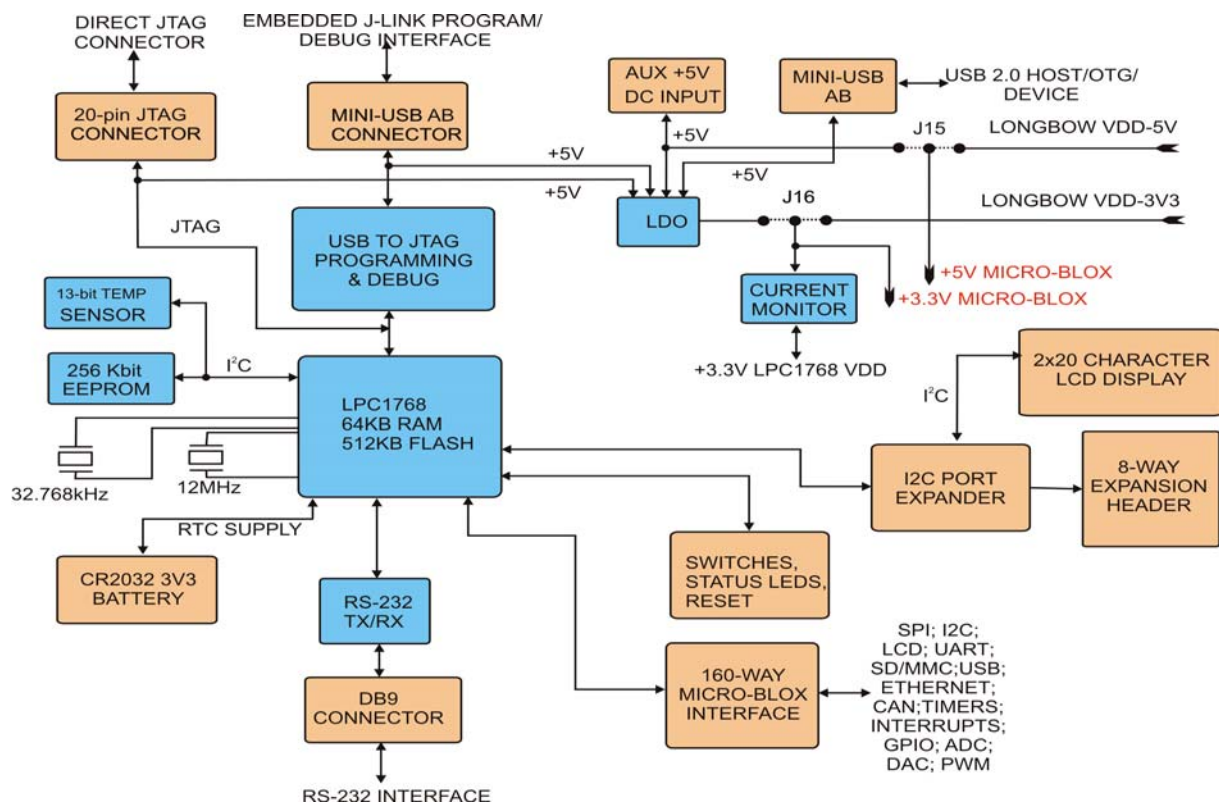 DIRECT JTAG
CONNECTOR
EMBEDDED J-LINK PROGRAM/
DEBUG INTERFACE
20-pin JTAG
CONNECTOR
MINI-USB AB
CONNECTOR
AUX +5V
DC INPUT
MINI-USB
AB
USB 2.0 HOST/OTG/
DEVICE
+5V
J15
LONGBOW VDD-5V
+5V
+5V
+5V
J16
LONGBOW VDD-3V3
LDO
JTAG
USB TO JTAG
PROGRAMMING
& DEBUG
+5V MICRO-BLOX
+3.3V MICRO-BLOX
CURRENT
MONITOR
+3.3V LPC1768 VDD
13-bit TEMP
SENSOR
256 Kbit
EEPROM
I²C
LPC1768
64KB RAM
512KB FLASH
32.768kHz
12MHz
2x20 CHARACTER
LCD DISPLAY
I²C
I2C PORT
EXPANDER
8-WAY
EXPANSION
HEADER
RTC SUPPLY
CR2032 3V3
BATTERY
RS-232
TX/RX
SWITCHES,
STATUS LEDS,
RESET
DB9
CONNECTOR
RS-232 INTERFACE
160-WAY
MICRO-BLOX
INTERFACE
SPI; I2C;
LCD; UART;
SD/MMC;USB;
ETHERNET;
CAN;TIMERS;
INTERRUPTS;
GPIO; ADC;
DAC; PWM